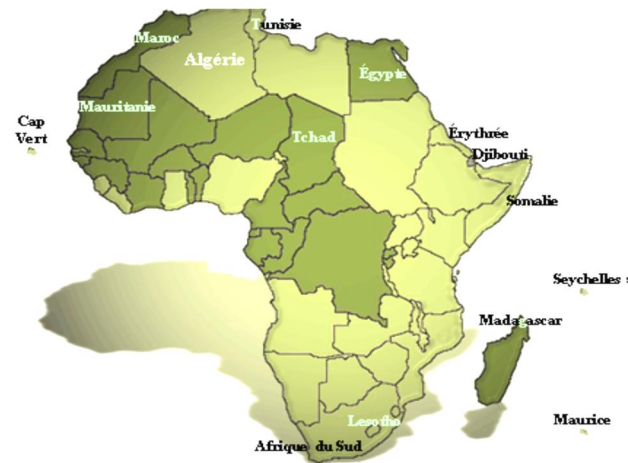 Tunisie
Maroc
Algérie
Égypte
Mauritanie
Cap
Vert
Tchad
Érythrée
Djibouti
Somalie
Seychelles
Madagascar
Maurice
Lesotho
Afrique du Sud